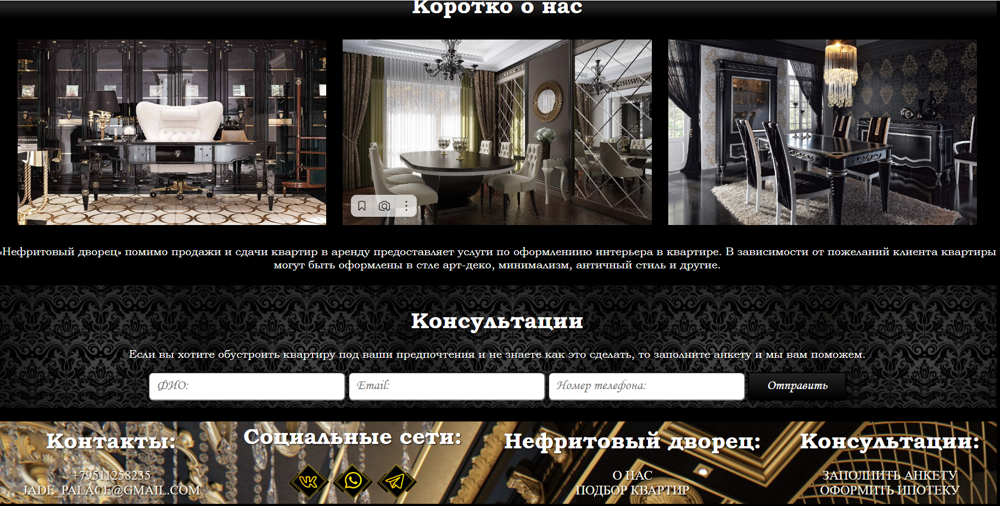 Коротко о нас
«Нефритовый дворец» помимо продажи и сдачи квартир в аренду предоставляет услуги по оформлениию интерьера в квартире. В зависимости от пожеланий клиента квартиры
могут быть оформлены в стле арт-деко, минимализм, античный стиль и другие.
Консультации
Если вы хотите обустроить квартиру под ваши предпочтения и не знаете как это сделать, то заполните анкету и мы вам поможем.
ФИО: Email: Номер телефона: Отправить
Контакты: Социальные сети: Нефритовый дворец: Консультации:
+79511258235 О НАС ЗАПОЛНИТЬ АНКЕТУ
JADE_PALACE@GMAIL.COM ПОДБОР КВАРТИР ОФОРМИТЬ ИПОТЕКУ